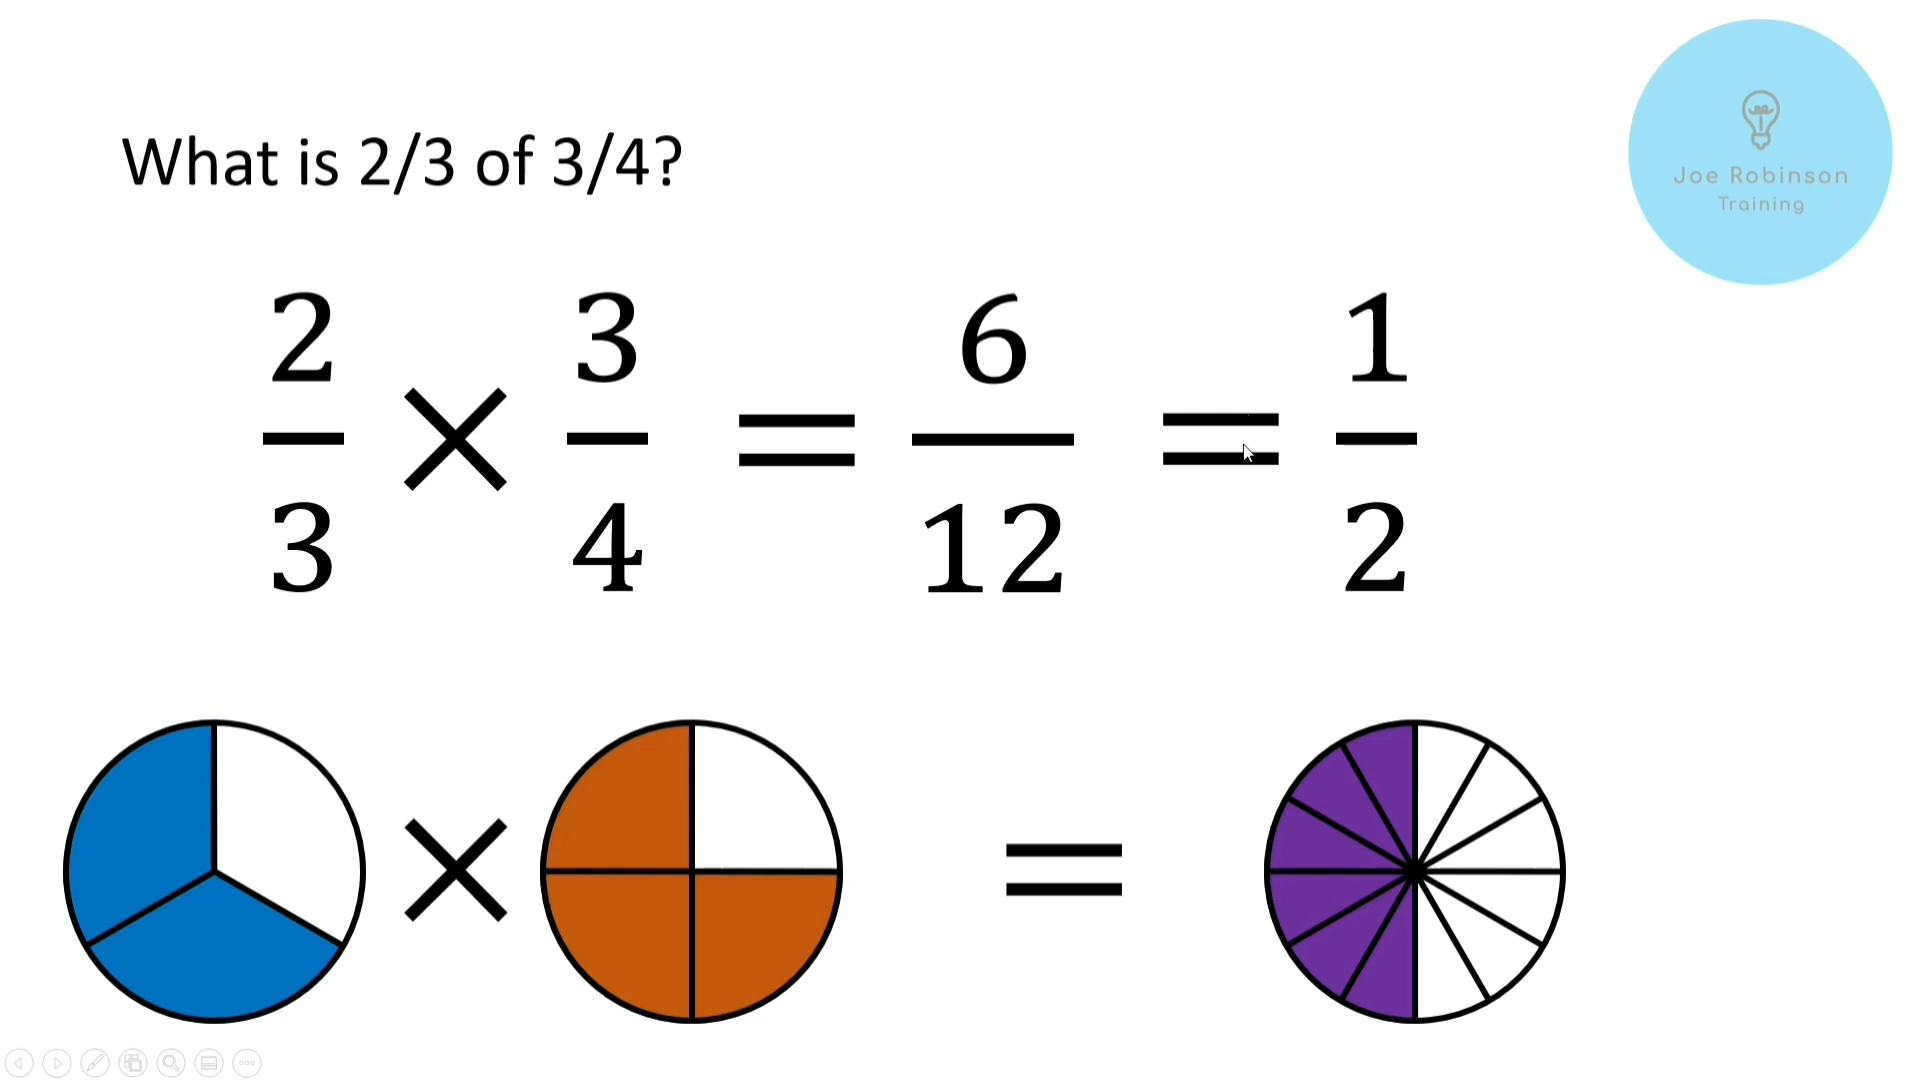 What is 2/3 of 3/4?
Joe Robinson
Training
2/3 × 3/4 = 6/12 = 1/2
× =